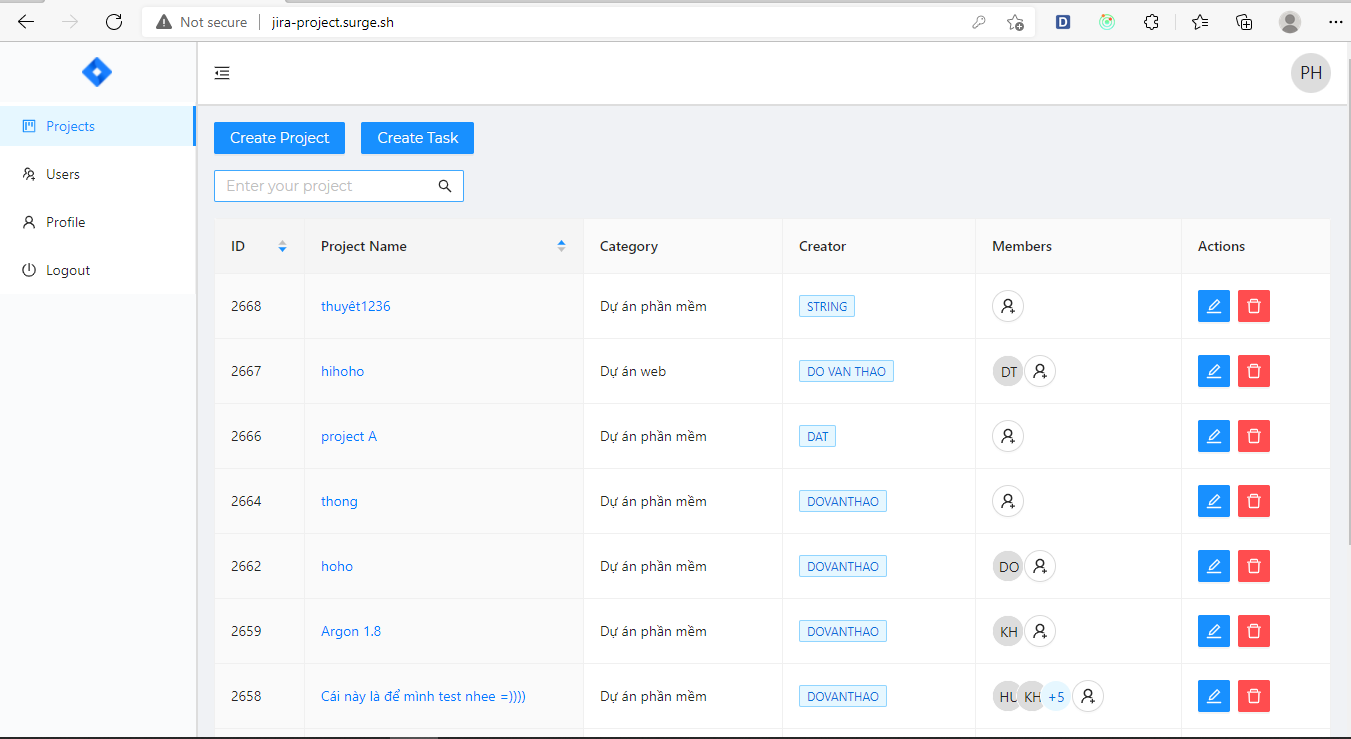 Not secure jira-project.surge.sh
D
PH
Projects
Users
Profile
Logout
Create Project Create Task
Enter your project
ID Project Name Category Creator Members Actions
2668 thuyêt1236 Dự án phần mềm STRING
2667 hihoho Dự án web DO VAN THAO DT
2666 project A Dự án phần mềm DAT
2664 thong Dự án phần mềm DOVANTHAO
2662 hoho Dự án phần mềm DOVANTHAO DO
2659 Argon 1.8 Dự án phần mềm DOVANTHAO KH
2658 Cái này là để mình test nhee =)))) Dự án phần mềm DOVANTHAO HU KH +5